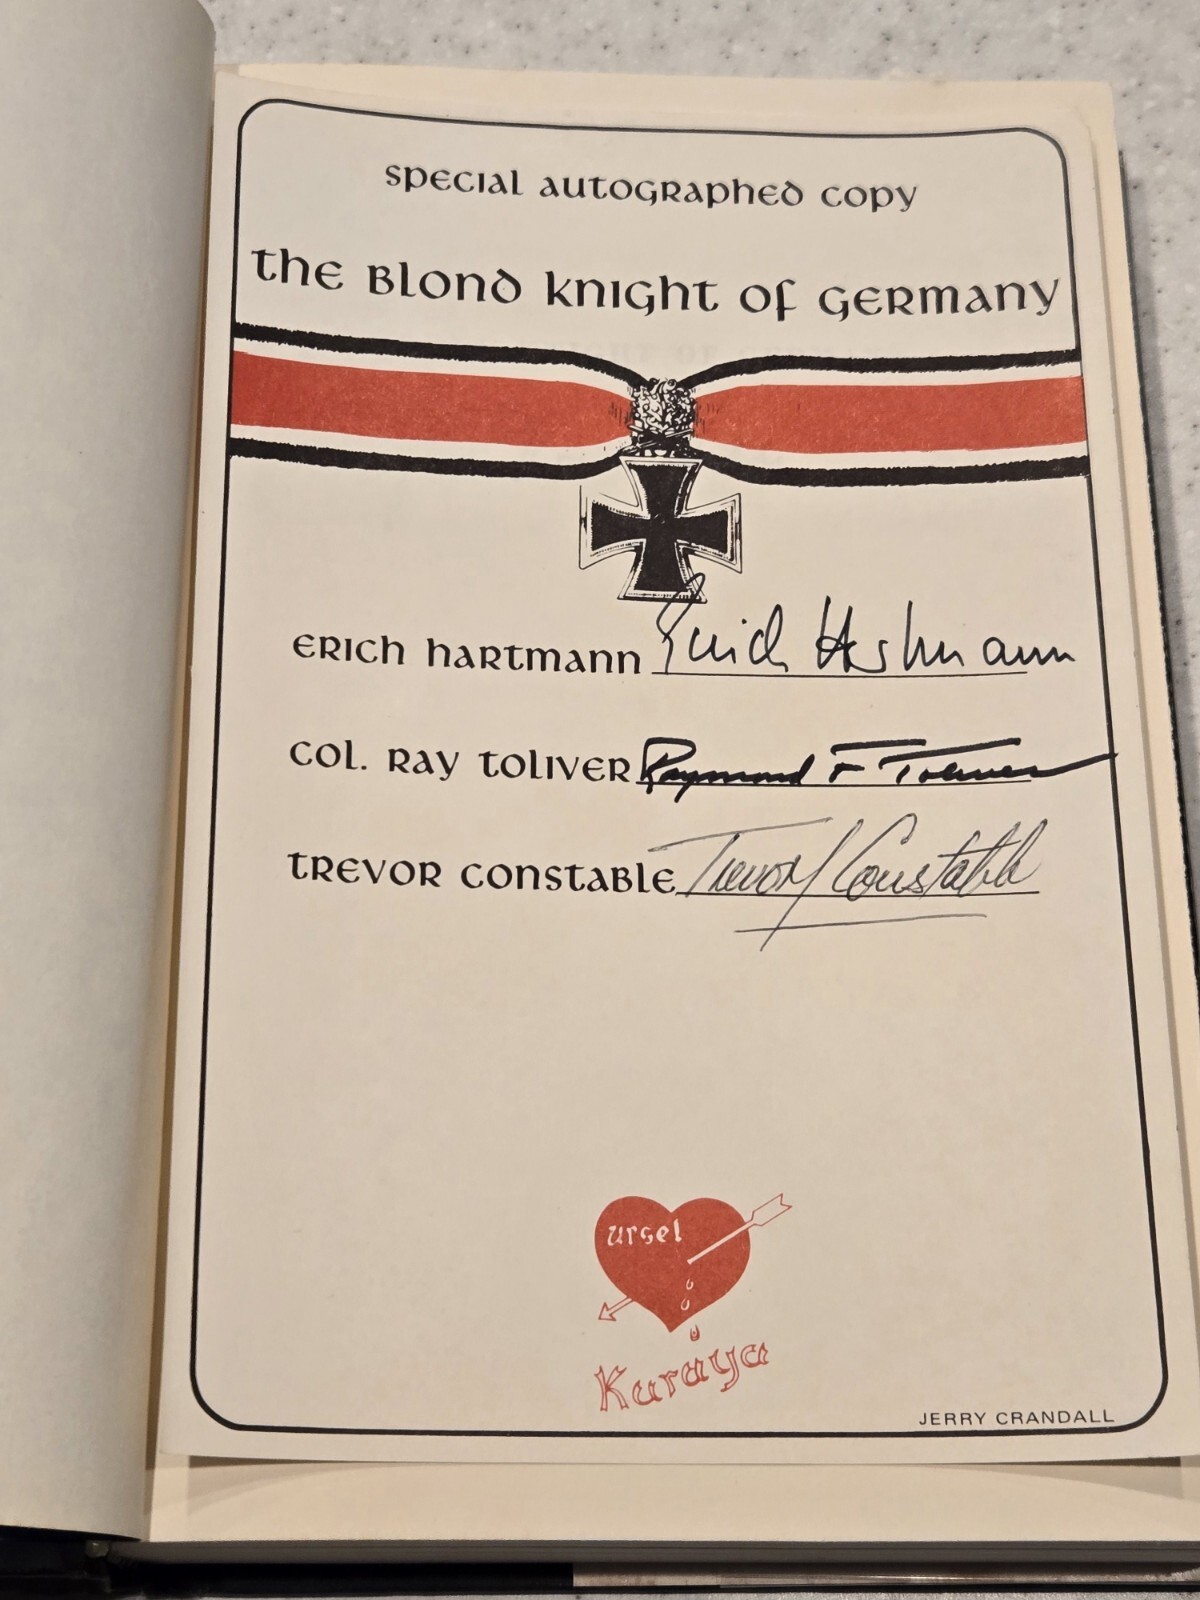 special autographed copy
the Blond Knight of Germany
Erich Hartmann Erich Hartmann
Col. Ray Toliver Raymond F Toliver
Trevor Constable Trevor J Constable
Ursel
Kuraya
JERRY CRANDALL